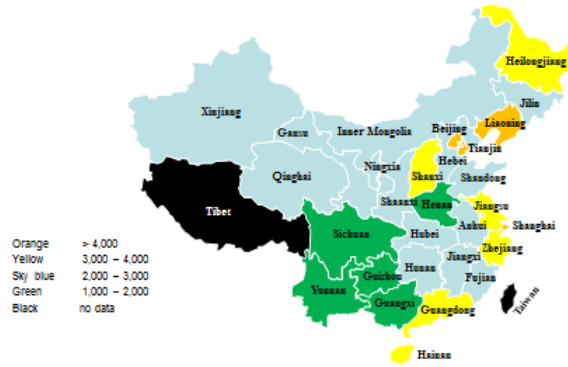 Heilongjiang
Jilin
Xinjiang
Liaoning
Beijing
Inner Mongolia
Gansu
Tianjin
Hebei
Ningxia
Qinghai
Shanxi
Shandong
Shaanxi
Henan
Jiangsu
Tibet
Anhui
Shanghai
Sichuan
Hubei
Zhejiang
Orange > 4,000
Yellow 3,000 – 4,000
Sky blue 2,000 – 3,000
Green 1,000 – 2,000
Black no data
Jiangxi
Hunan
Guizhou
Fujian
Yunnan
Guangxi
Guangdong
Taiwan
Hainan